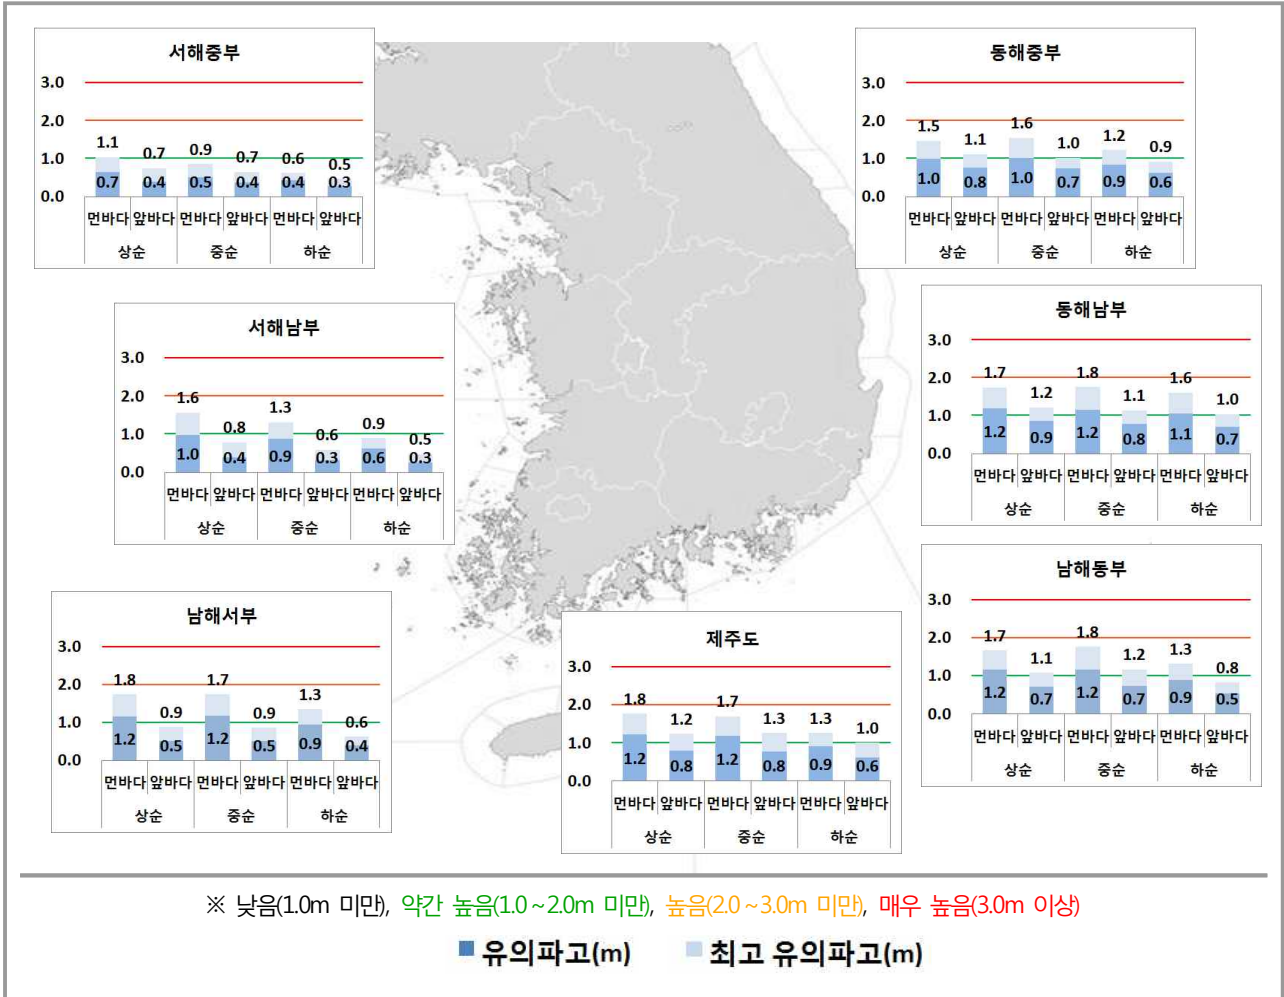 서해중부
3.0
2.0
1.0
0.0
1.1 0.7 0.9 0.7 0.6 0.5
0.7 0.4 0.5 0.4 0.4 0.3
먼바다 앞바다 먼바다 앞바다 먼바다 앞바다
상순 중순 하순
동해중부
3.0
2.0
1.0
0.0
1.5 1.1 1.6 1.0 1.2 0.9
1.0 0.8 1.0 0.7 0.9 0.6
먼바다 앞바다 먼바다 앞바다 먼바다 앞바다
상순 중순 하순
서해남부
3.0
2.0
1.0
0.0
1.6 0.8 1.3 0.6 0.9 0.5
1.0 0.4 0.9 0.3 0.6 0.3
먼바다 앞바다 먼바다 앞바다 먼바다 앞바다
상순 중순 하순
동해남부
3.0
2.0
1.0
0.0
1.7 1.2 1.8 1.1 1.6 1.0
1.2 0.9 1.2 0.8 1.1 0.7
먼바다 앞바다 먼바다 앞바다 먼바다 앞바다
상순 중순 하순
남해서부
3.0
2.0
1.0
0.0
1.8 0.9 1.7 0.9 1.3 0.6
1.2 0.5 1.2 0.5 0.9 0.4
먼바다 앞바다 먼바다 앞바다 먼바다 앞바다
상순 중순 하순
제주도
3.0
2.0
1.0
0.0
1.8 1.2 1.7 1.3 1.3 1.0
1.2 0.8 1.2 0.8 0.9 0.6
먼바다 앞바다 먼바다 앞바다 먼바다 앞바다
상순 중순 하순
남해동부
3.0
2.0
1.0
0.0
1.7 1.1 1.8 1.2 1.3 0.8
1.2 0.7 1.2 0.7 0.9 0.5
먼바다 앞바다 먼바다 앞바다 먼바다 앞바다
상순 중순 하순
※ 낮음(1.0m 미만), 약간 높음(1.0~2.0m 미만), 높음(2.0~3.0m 미만), 매우 높음(3.0m 이상)
유의파고(m) 최고 유의파고(m)